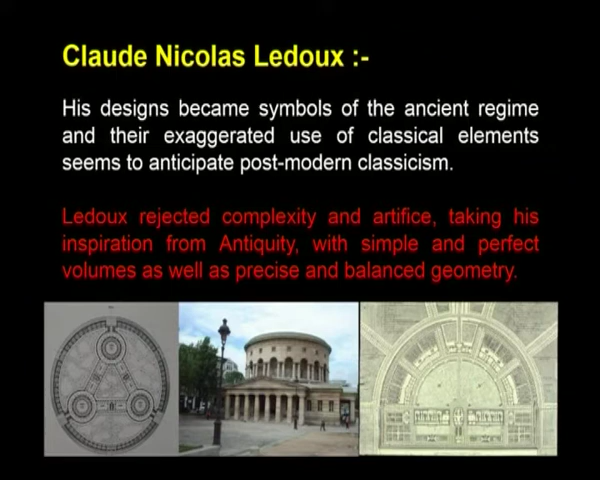 Claude Nicolas Ledoux :-
His designs became symbols of the ancient regime
and their exaggerated use of classical elements
seems to anticipate post-modern classicism.
Ledoux rejected complexity and artifice, taking his
inspiration from Antiquity, with simple and perfect
volumes as well as precise and balanced geometry.